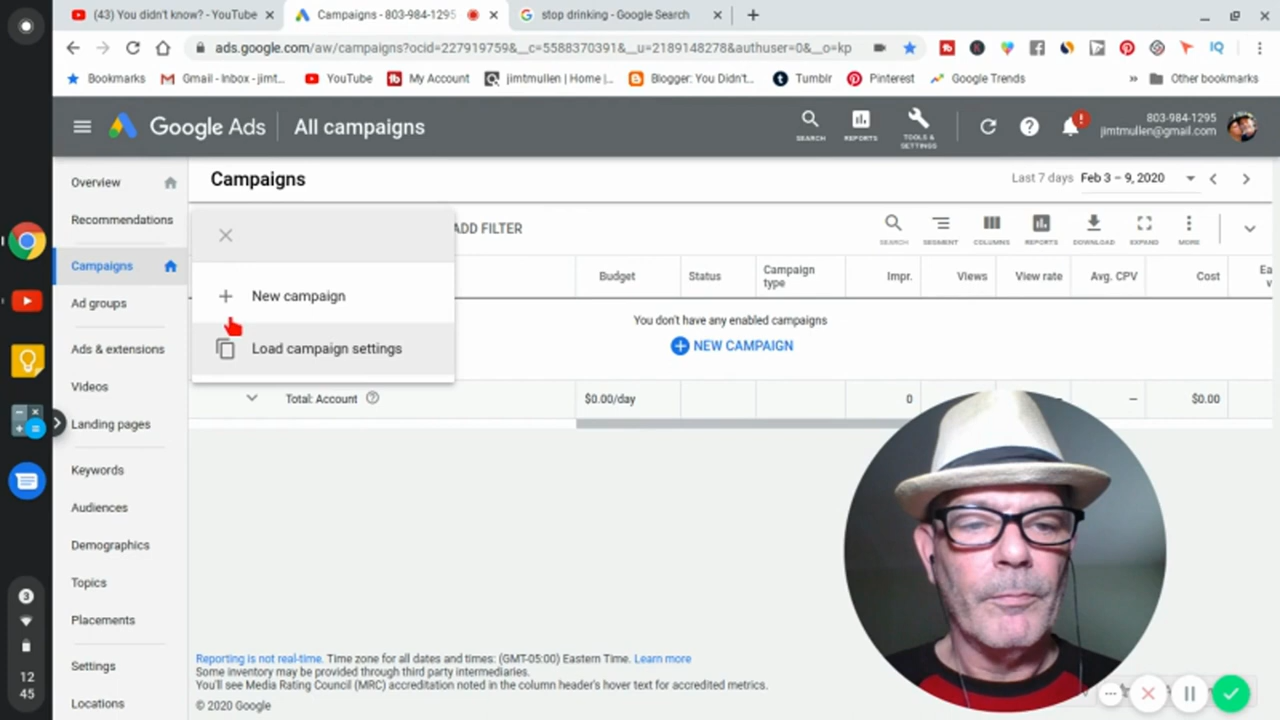 (43) You didn't know? - YouTube
Campaigns - 803-984-1295
stop drinking - Google Search
ads.google.com/aw/campaigns?ocid=227919759&__c=5588370391&__u=2189148278&authuser=0&__o=kp
IQ
Bookmarks
Gmail - Inbox - jimt...
YouTube
My Account
jimtmullen | Home |...
Blogger: You Didn't...
Tumblr
Pinterest
Google Trends
»
Other bookmarks
Google Ads
All campaigns
SEARCH
REPORTS
TOOLS & SETTINGS
803-984-1295
jimtmullen@gmail.com
Overview
Recommendations
Campaigns
Ad groups
Ads & extensions
Videos
Landing pages
Keywords
Audiences
Demographics
Topics
Placements
Settings
Locations
Campaigns
Last 7 days
Feb 3 – 9, 2020
ADD FILTER
SEARCH
SEGMENT
COLUMNS
REPORTS
DOWNLOAD
EXPAND
MORE
New campaign
Load campaign settings
Budget
Status
Campaign type
Impr.
Views
View rate
Avg. CPV
Cost
You don't have any enabled campaigns
NEW CAMPAIGN
Total: Account
$0.00/day
0
–
–
$0.00
Reporting is not real-time. Time zone for all dates and times: (GMT-05:00) Eastern Time. Learn more
Some inventory may be provided through third party intermediaries.
You'll see Media Rating Council (MRC) accreditation noted in the column header's hover text for accredited metrics.
© 2020 Google
3
12
45